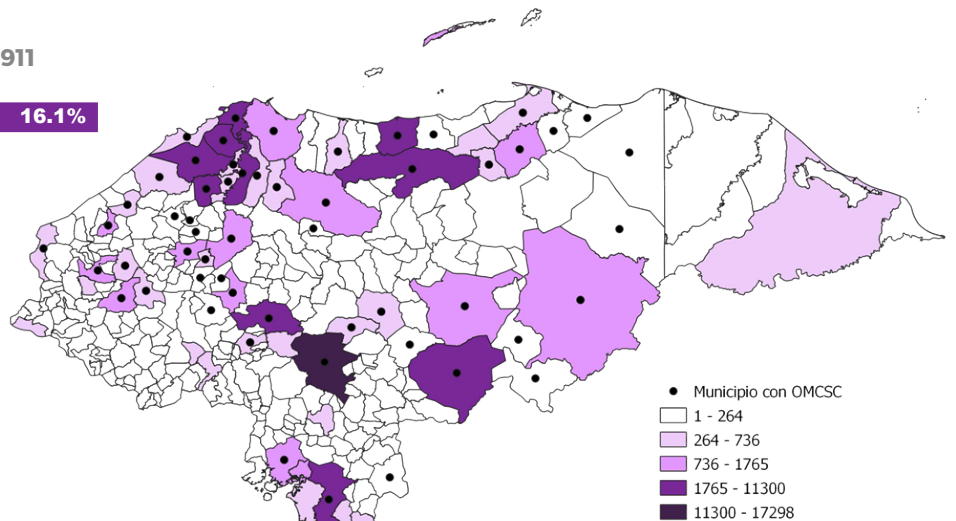 911
16.1%
Municipio con OMCSC
1 - 264
264 - 736
736 - 1765
1765 - 11300
11300 - 17298